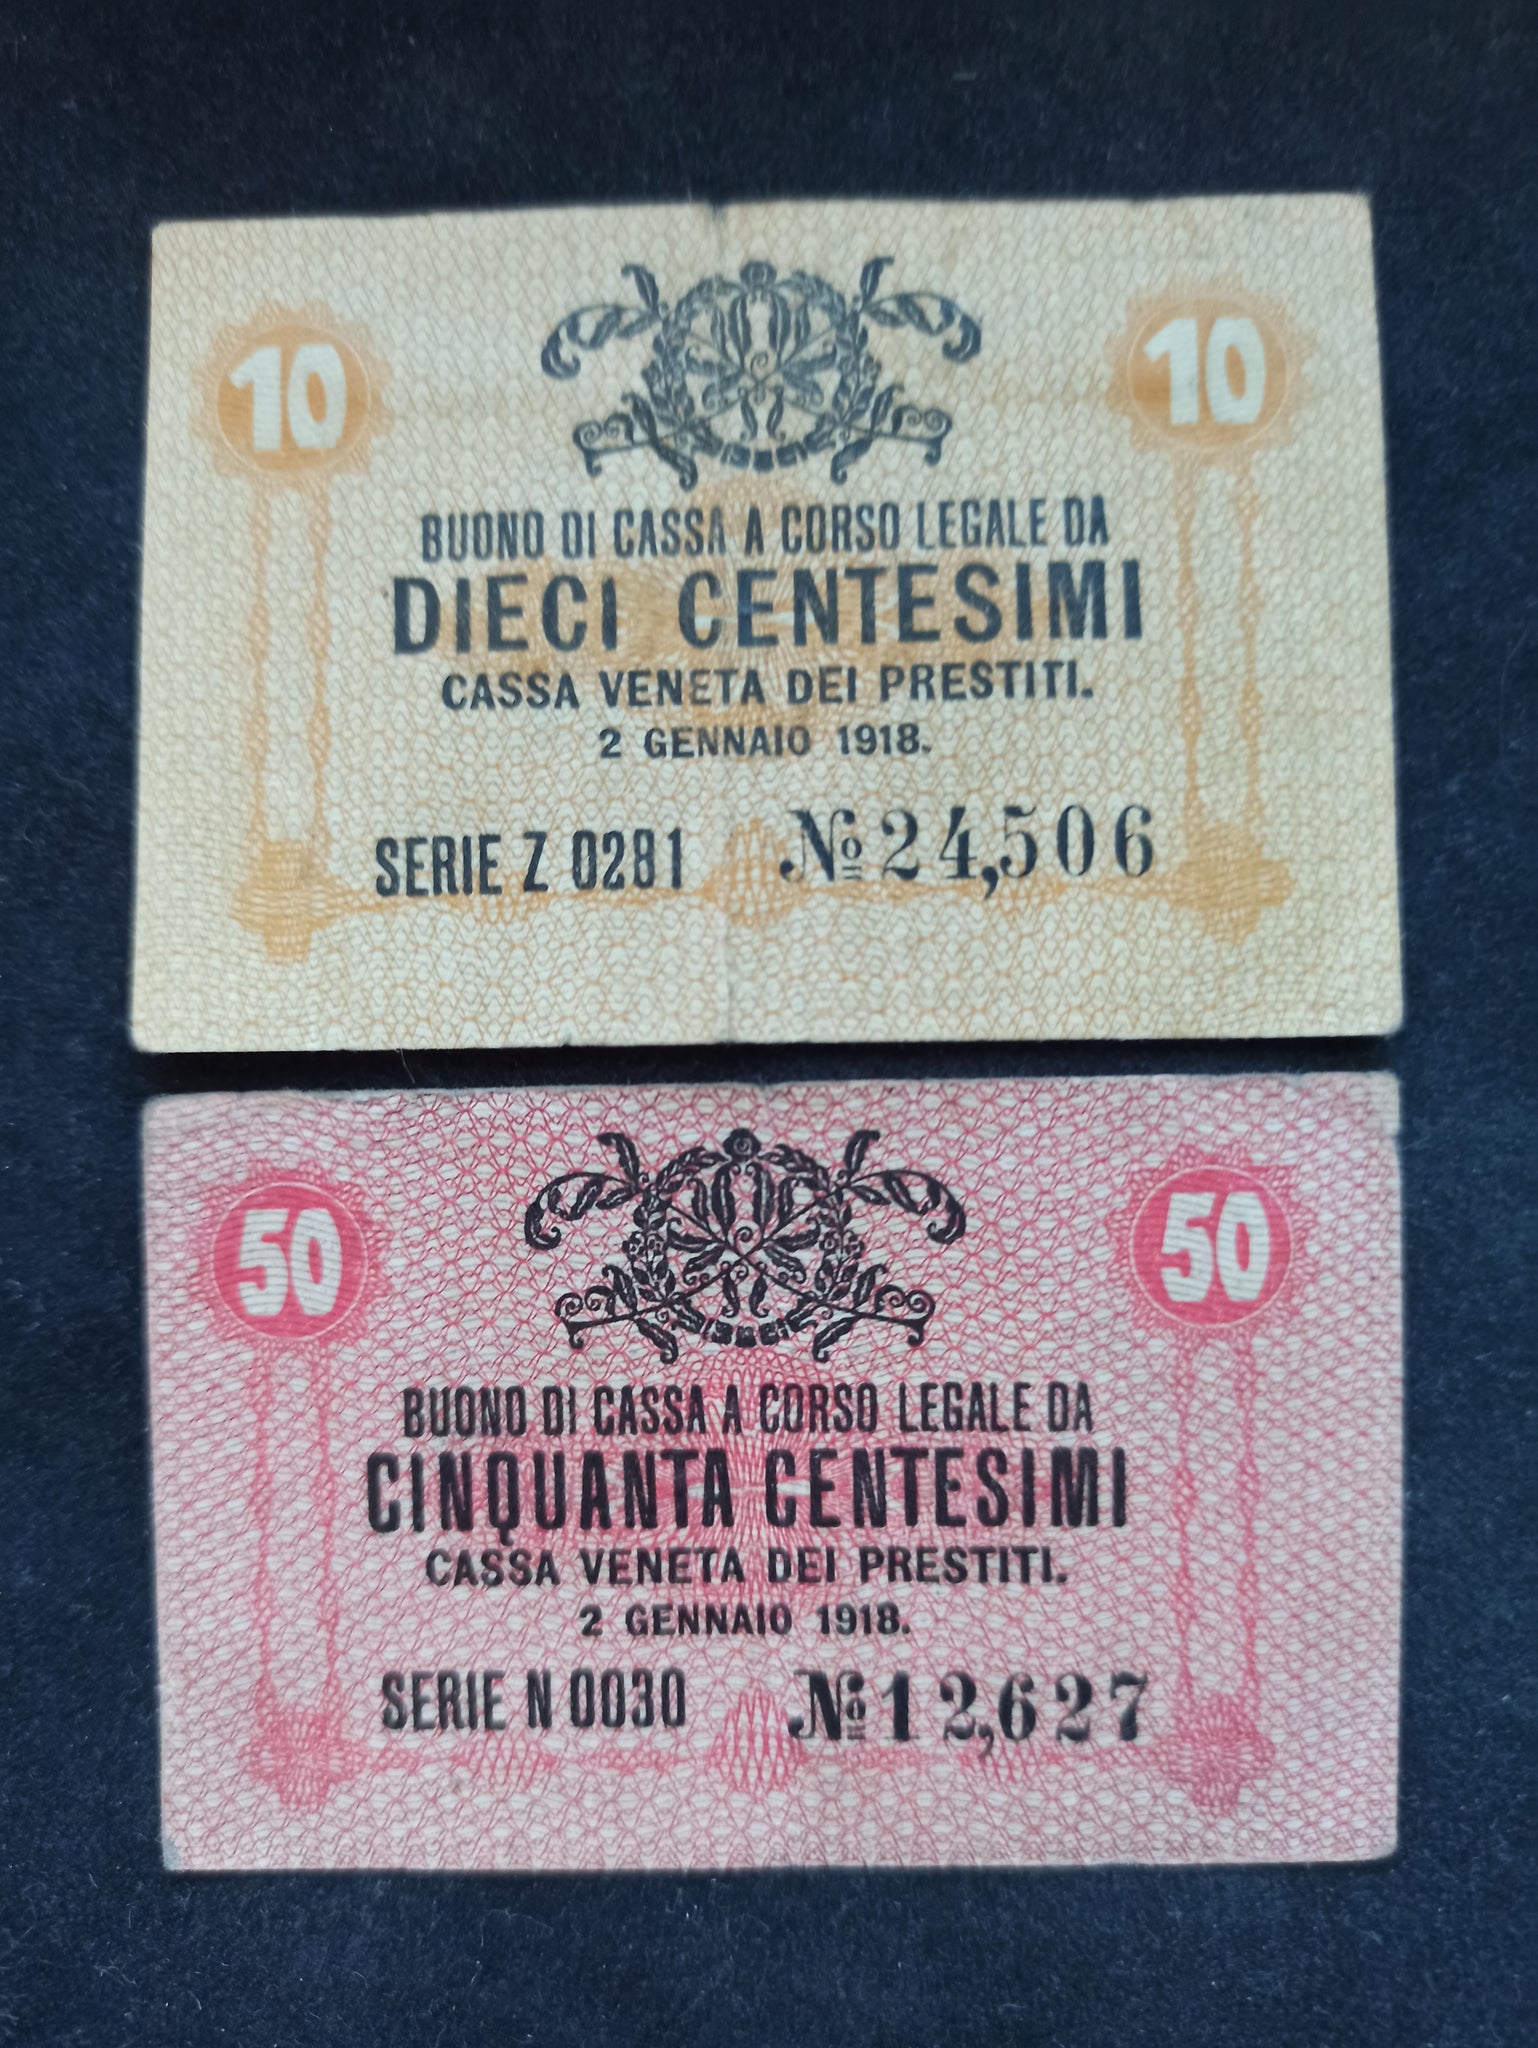 10
10
BUONO DI CASSA A CORSO LEGALE DA
DIECI CENTESIMI
CASSA VENETA DEI PRESTITI.
2 GENNAIO 1918.
SERIE Z 0281 № 24,506
50
50
BUONO DI CASSA A CORSO LEGALE DA
CINQUANTA CENTESIMI
CASSA VENETA DEI PRESTITI.
2 GENNAIO 1918.
SERIE N 0030 № 12,627